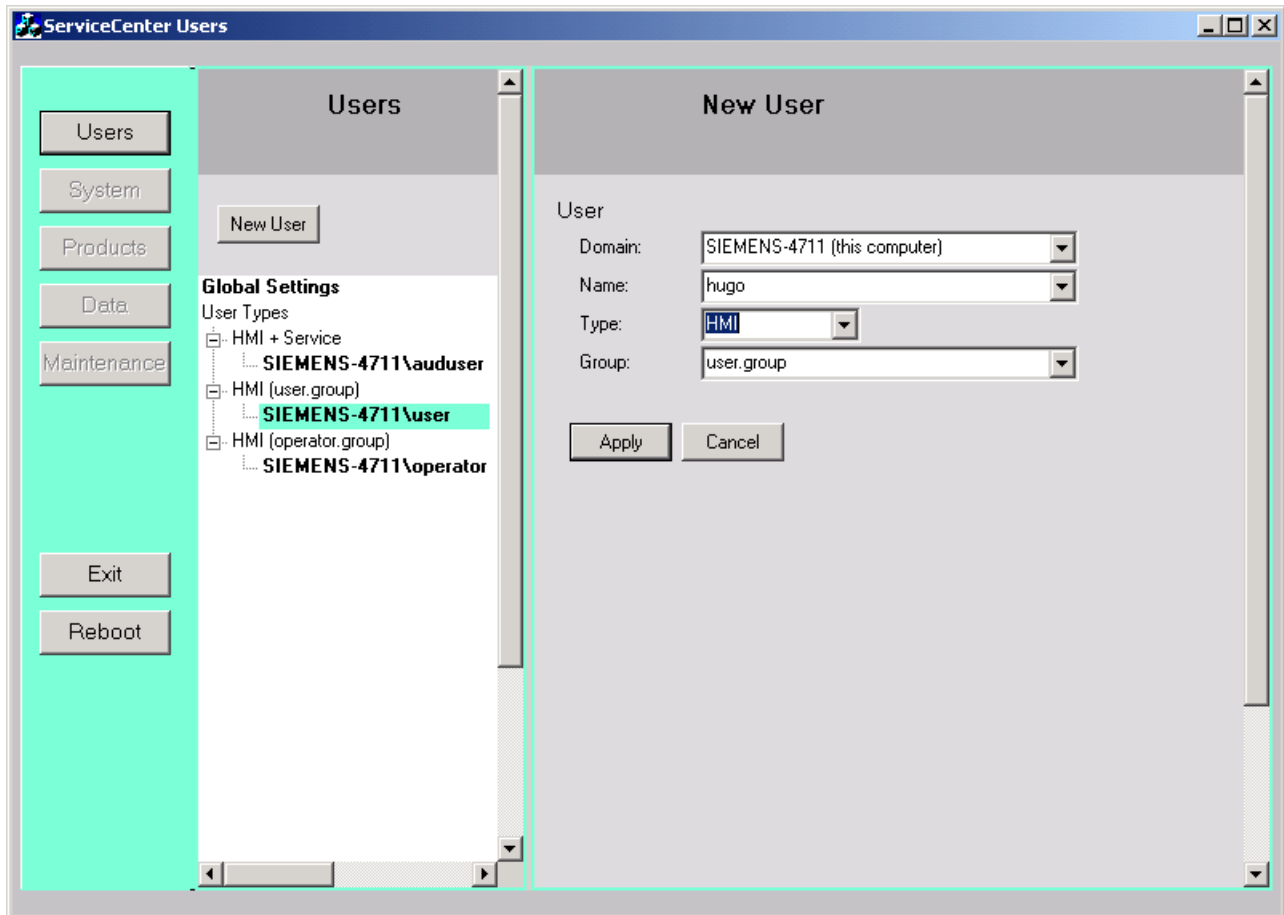 ServiceCenter Users
Users
System
Products
Data
Maintenance
Exit
Reboot
Users
New User
Global Settings
User Types
HMI + Service
SIEMENS-4711\auduser
HMI (user.group)
SIEMENS-4711\user
HMI (operator.group)
SIEMENS-4711\operator
New User
User
Domain: SIEMENS-4711 (this computer)
Name: hugo
Type: HMI
Group: user.group
Apply Cancel